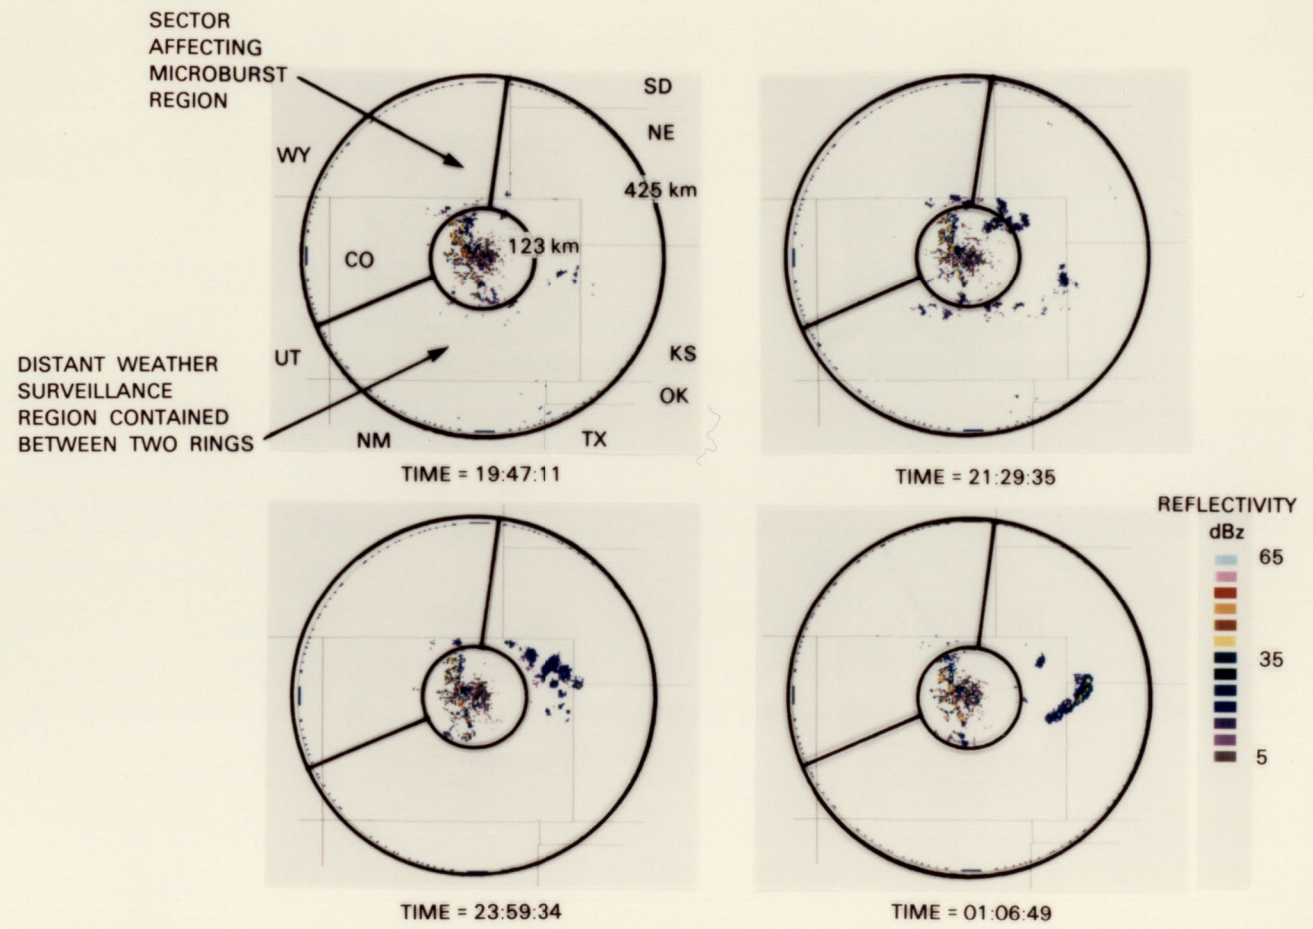 SECTOR
AFFECTING
MICROBURST
REGION
SD
NE
WY
425 km
123 km
CO
UT
KS
OK
NM
TX
DISTANT WEATHER
SURVEILLANCE
REGION CONTAINED
BETWEEN TWO RINGS
TIME = 19:47:11
TIME = 21:29:35
REFLECTIVITY
dBz
65
35
5
TIME = 23:59:34
TIME = 01:06:49